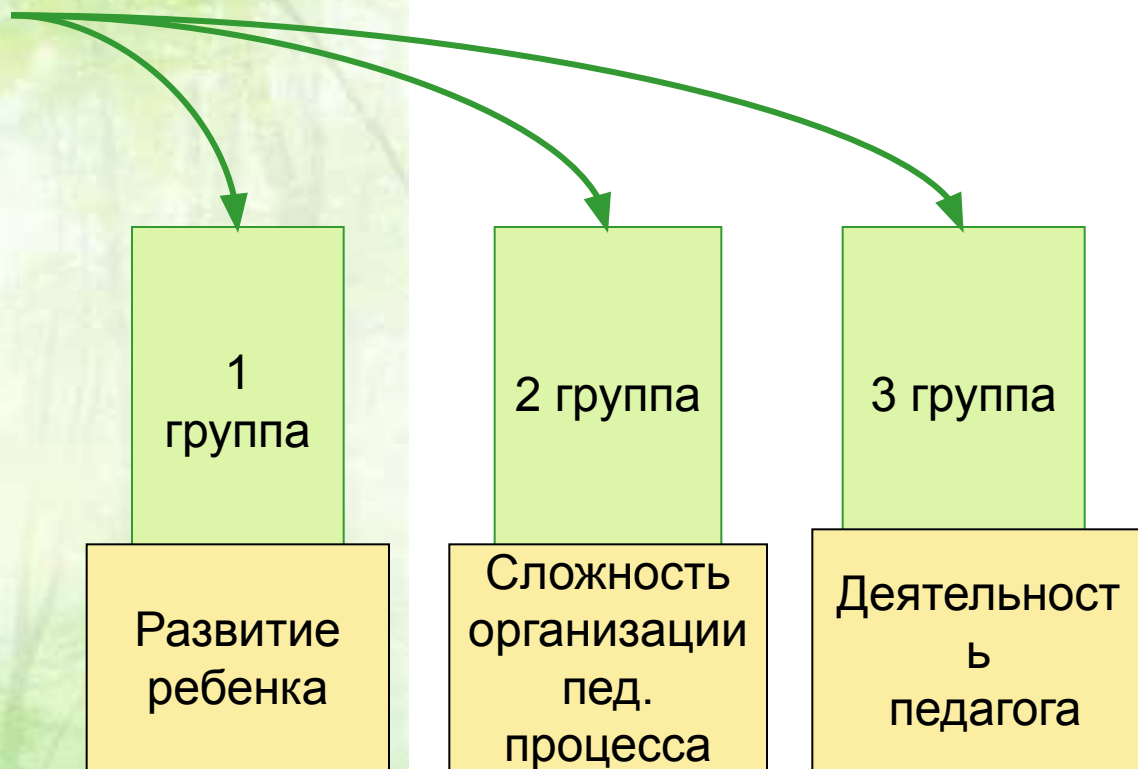 1
группа
2 группа
3 группа
Развитие
ребенка
Сложность
организации
пед.
процесса
Деятельност
ь
педагога